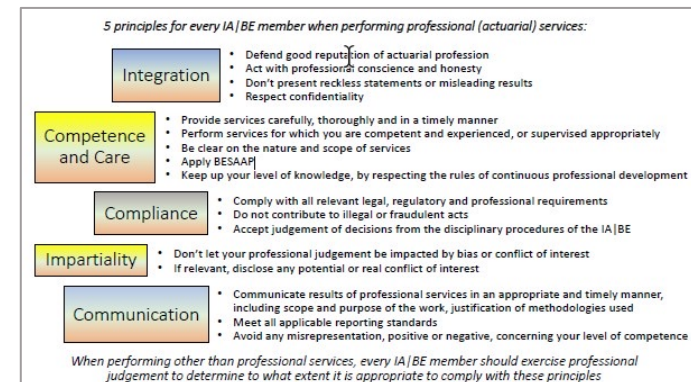 5 principles for every IA|BE member when performing professional (actuarial) services:
Integration
• Defend good reputation of actuarial profession
• Act with professional conscience and honesty
• Don't present reckless statements or misleading results
• Respect confidentiality
Competence
and Care
• Provide services carefully, thoroughly and in a timely manner
• Perform services for which you are competent and experienced, or supervised appropriately
• Be clear on the nature and scope of services
• Apply BESAAP
• Keep up your level of knowledge, by respecting the rules of continuous professional development
Compliance
• Comply with all relevant legal, regulatory and professional requirements
• Do not contribute to illegal or fraudulent acts
• Accept judgement of decisions from the disciplinary procedures of the IA|BE
Impartiality
• Don't let your professional judgement be impacted by bias or conflict of interest
• If relevant, disclose any potential or real conflict of interest
Communication
• Communicate results of professional services in an appropriate and timely manner,
including scope and purpose of the work, justification of methodologies used
• Meet all applicable reporting standards
• Avoid any misrepresentation, positive or negative, concerning your level of competence
When performing other than professional services, every IA|BE member should exercise professional
judgement to determine to what extent it is appropriate to comply with these principles